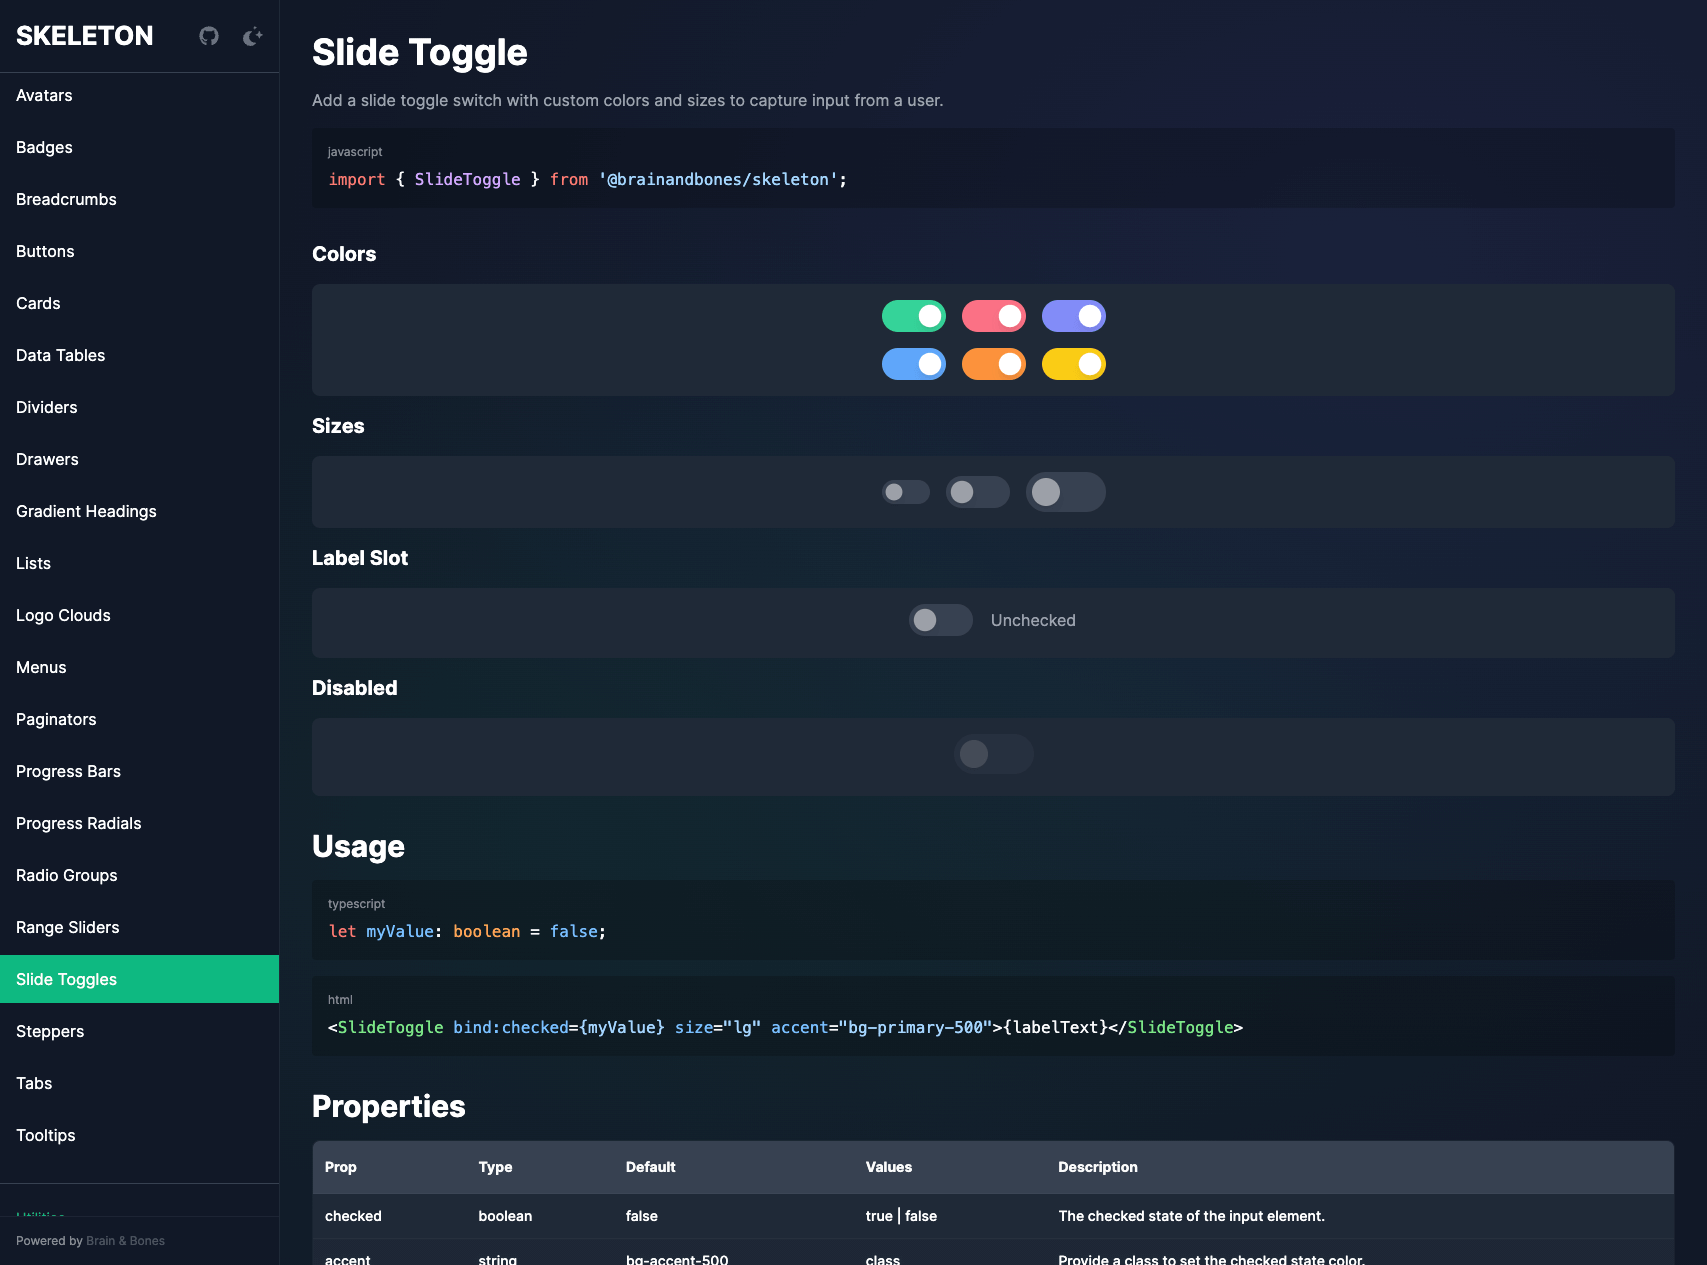 SKELETON
Avatars
Badges
Breadcrumbs
Buttons
Cards
Data Tables
Dividers
Drawers
Gradient Headings
Lists
Logo Clouds
Menus
Paginators
Progress Bars
Progress Radials
Radio Groups
Range Sliders
Slide Toggles
Steppers
Tabs
Tooltips
Utilities
Powered by Brain & Bones
Slide Toggle
Add a slide toggle switch with custom colors and sizes to capture input from a user.
javascript
import { SlideToggle } from '@brainandbones/skeleton';
Colors
Sizes
Label Slot
Unchecked
Disabled
Usage
typescript
let myValue: boolean = false;
html
<SlideToggle bind:checked={myValue} size="lg" accent="bg-primary-500">{labelText}</SlideToggle>
Properties
Prop Type Default Values Description
checked boolean false true | false The checked state of the input element.
accent string bg-accent-500 class Provide a class to set the checked state color.